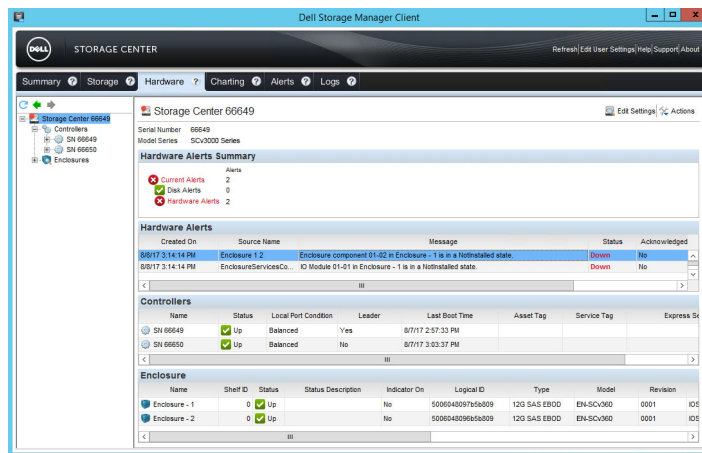 Dell Storage Manager Client
DELL STORAGE CENTER
Refresh|Edit User Settings|Help|Support|About
Summary ? Storage ? Hardware ? Charting ? Alerts ? Logs ?
Storage Center 66649
Controllers
SN 66649
SN 66650
Enclosures
Storage Center 66649
Edit Settings Actions
Serial Number 66649
Model Series SCv3000 Series
Hardware Alerts Summary
Alerts
Current Alerts 2
Disk Alerts 0
Hardware Alerts 2
Hardware Alerts
Created On Source Name Message Status Acknowledged
8/8/17 3:14:14 PM Enclosure 1 2 Enclosure component 01-02 in Enclosure - 1 is in a NotInstalled state. Down No
8/8/17 3:14:14 PM EnclosureServicesCo... IO Module 01-01 in Enclosure - 1 is in a NotInstalled state. Down No
Controllers
Name Status Local Port Condition Leader Last Boot Time Asset Tag Service Tag Express Se
SN 66649 Up Balanced Yes 8/7/17 2:57:33 PM
SN 66650 Up Balanced No 8/7/17 3:03:37 PM
Enclosure
Name Shelf ID Status Status Description Indicator On Logical ID Type Model Revision
Enclosure - 1 0 Up No 5006048097b5b809 12G SAS EBOD EN-SCv360 0001 IOS
Enclosure - 2 0 Up No 5006048096b5b809 12G SAS EBOD EN-SCv360 0001 IOS